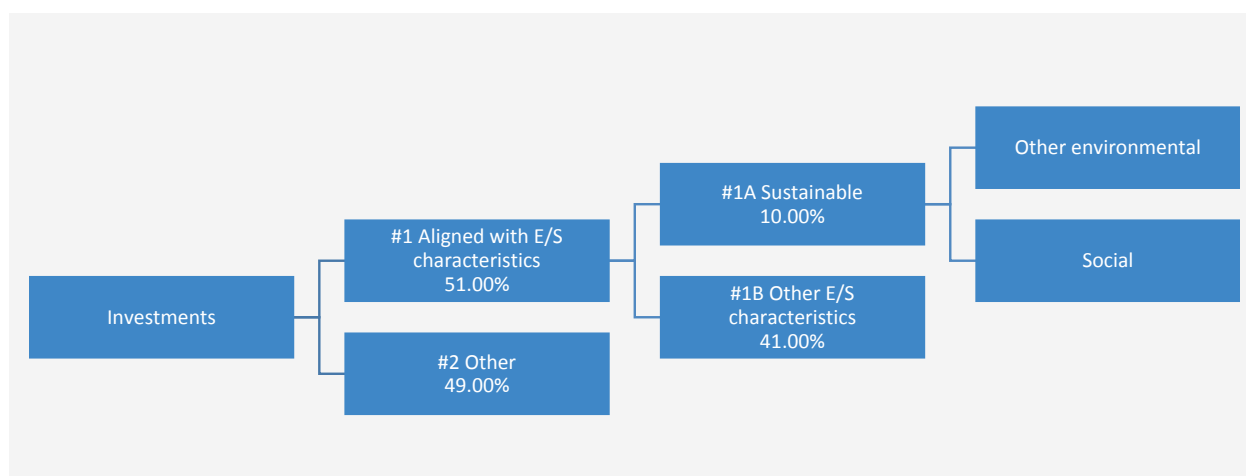 Investments
#1 Aligned with E/S
characteristics
51.00%
#2 Other
49.00%
#1A Sustainable
10.00%
#1B Other E/S
characteristics
41.00%
Other environmental
Social